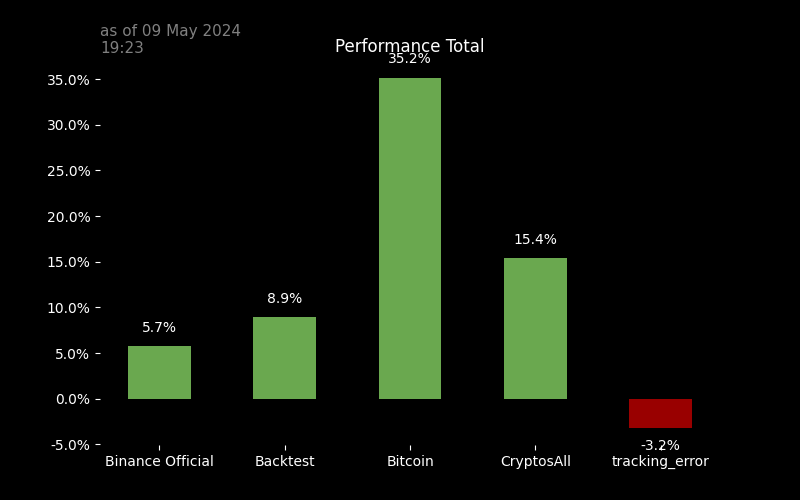 as of 09 May 2024
19:23
Performance Total
35.2%
35.0%
30.0%
25.0%
20.0%
15.0%
10.0%
5.0%
0.0%
-5.0%
5.7%
8.9%
15.4%
-3.2%
Binance Official
Backtest
Bitcoin
CryptosAll
tracking_error